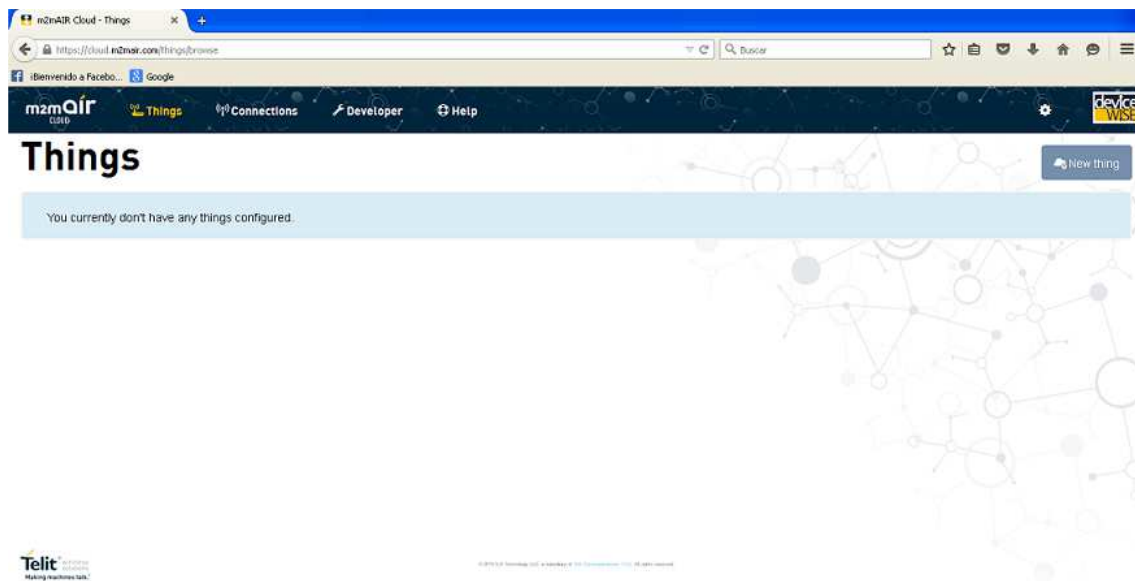 m2mAIR Cloud - Things
https://cloud.m2mair.com/things/browse
Buscar
¡Bienvenido a Facebo...
Google
m2mAIR
CLOUD
Things
Connections
Developer
Help
device
WISE
Things
New thing
You currently don't have any things configured.
Telit
Making machines talk.